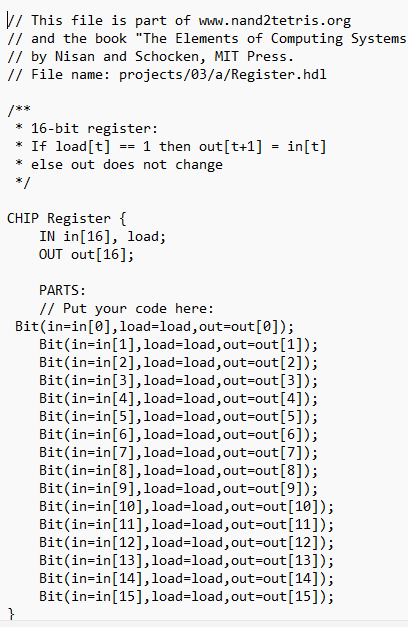 // This file is part of www.nand2tetris.org
// and the book "The Elements of Computing Systems
// by Nisan and Schocken, MIT Press.
// File name: projects/03/a/Register.hdl

/**
 * 16-bit register:
 * If load[t] == 1 then out[t+1] = in[t]
 * else out does not change
 */

CHIP Register {
    IN in[16], load;
    OUT out[16];

    PARTS:
    // Put your code here:
 Bit(in=in[0],load=load,out=out[0]);
    Bit(in=in[1],load=load,out=out[1]);
    Bit(in=in[2],load=load,out=out[2]);
    Bit(in=in[3],load=load,out=out[3]);
    Bit(in=in[4],load=load,out=out[4]);
    Bit(in=in[5],load=load,out=out[5]);
    Bit(in=in[6],load=load,out=out[6]);
    Bit(in=in[7],load=load,out=out[7]);
    Bit(in=in[8],load=load,out=out[8]);
    Bit(in=in[9],load=load,out=out[9]);
    Bit(in=in[10],load=load,out=out[10]);
    Bit(in=in[11],load=load,out=out[11]);
    Bit(in=in[12],load=load,out=out[12]);
    Bit(in=in[13],load=load,out=out[13]);
    Bit(in=in[14],load=load,out=out[14]);
    Bit(in=in[15],load=load,out=out[15]);
}